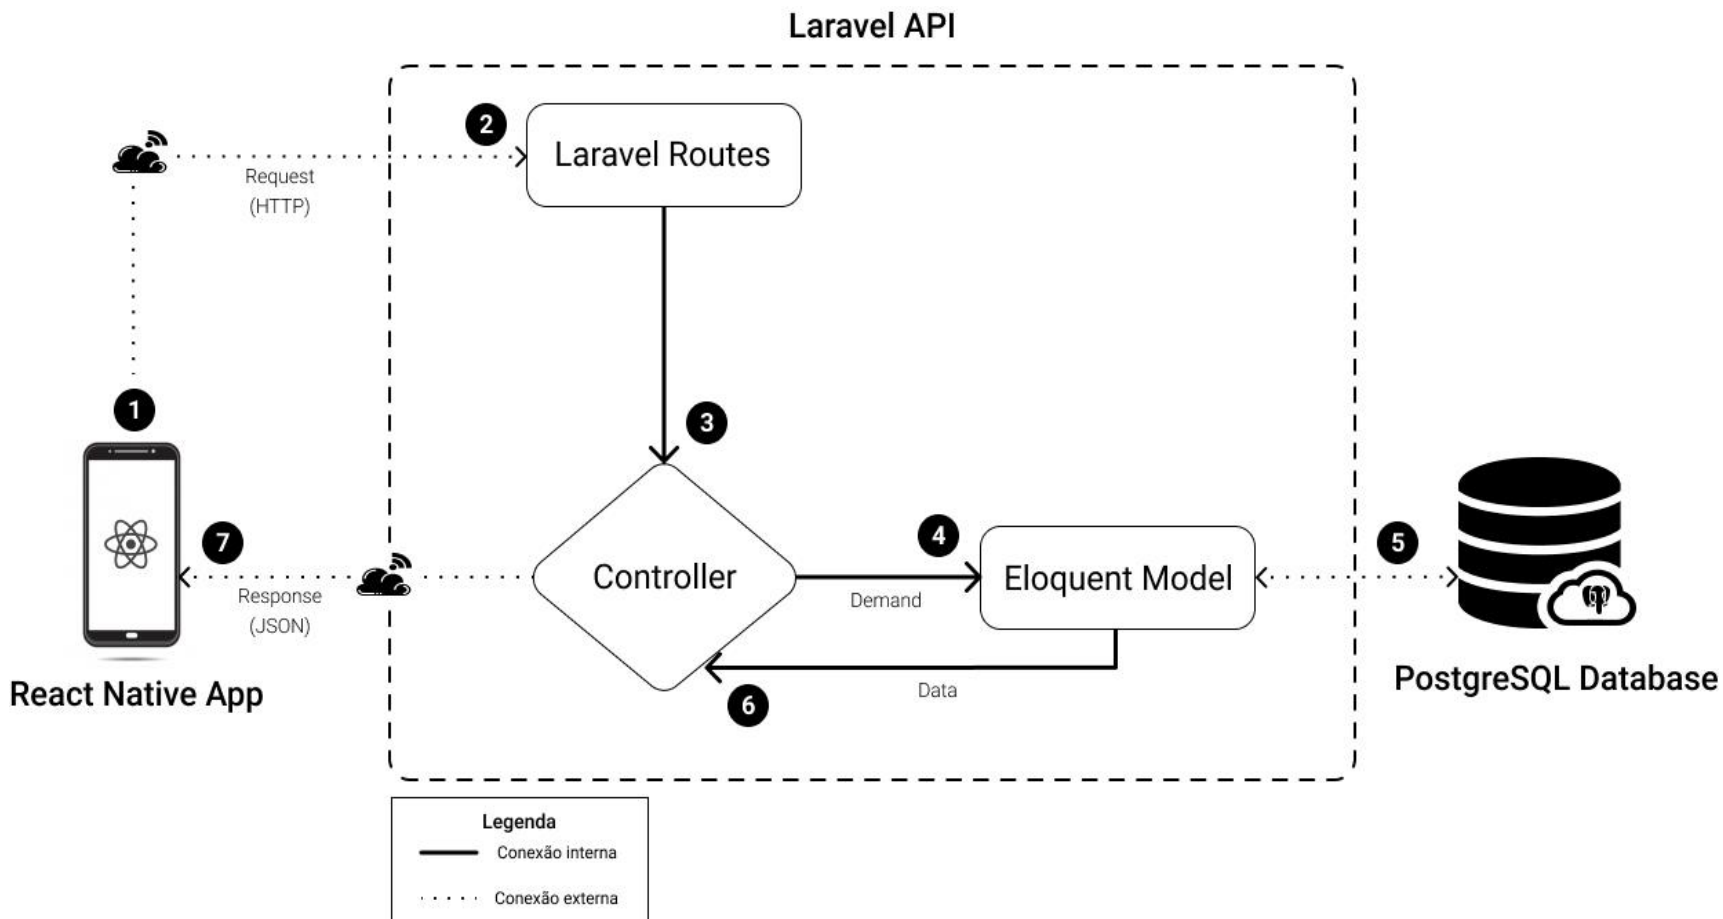 Laravel API
2
Laravel Routes
Request
(HTTP)
1
3
7
4
5
Controller
Eloquent Model
Response
(JSON)
Demand
React Native App
6
Data
PostgreSQL Database
Legenda
Conexão interna
Conexão externa